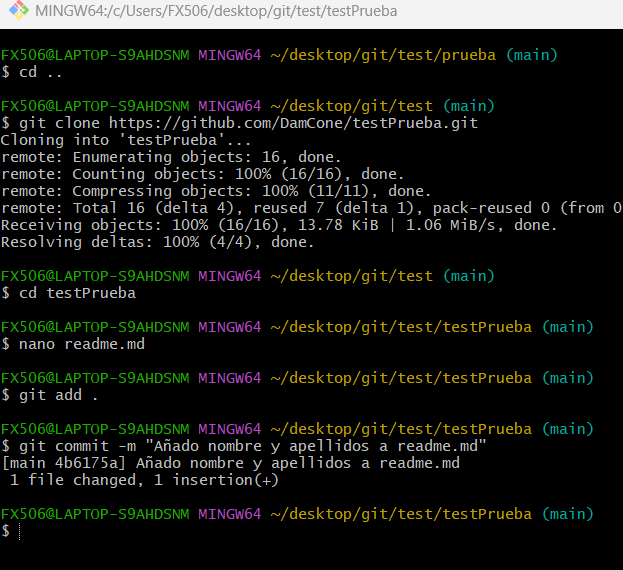 MINGW64:/c/Users/FX506/desktop/git/test/testPrueba
FX506@LAPTOP-S9AHDSNM MINGW64 ~/desktop/git/test/prueba (main)
$ cd ..
FX506@LAPTOP-S9AHDSNM MINGW64 ~/desktop/git/test (main)
$ git clone https://github.com/DamCone/testPrueba.git
Cloning into 'testPrueba'...
remote: Enumerating objects: 16, done.
remote: Counting objects: 100% (16/16), done.
remote: Compressing objects: 100% (11/11), done.
remote: Total 16 (delta 4), reused 7 (delta 1), pack-reused 0 (from 0
Receiving objects: 100% (16/16), 13.78 KiB | 1.06 MiB/s, done.
Resolving deltas: 100% (4/4), done.
FX506@LAPTOP-S9AHDSNM MINGW64 ~/desktop/git/test (main)
$ cd testPrueba
FX506@LAPTOP-S9AHDSNM MINGW64 ~/desktop/git/test/testPrueba (main)
$ nano readme.md
FX506@LAPTOP-S9AHDSNM MINGW64 ~/desktop/git/test/testPrueba (main)
$ git add .
FX506@LAPTOP-S9AHDSNM MINGW64 ~/desktop/git/test/testPrueba (main)
$ git commit -m "Añado nombre y apellidos a readme.md"
[main 4b6175a] Añado nombre y apellidos a readme.md
1 file changed, 1 insertion(+)
FX506@LAPTOP-S9AHDSNM MINGW64 ~/desktop/git/test/testPrueba (main)
$